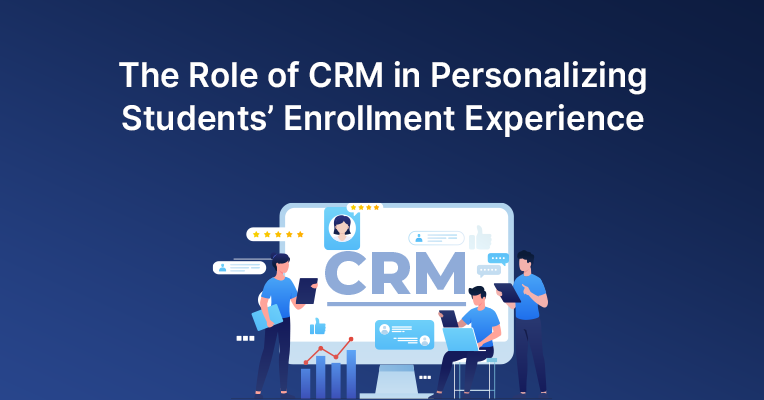 The Role of CRM in Personalizing
Students’ Enrollment Experience
CRM